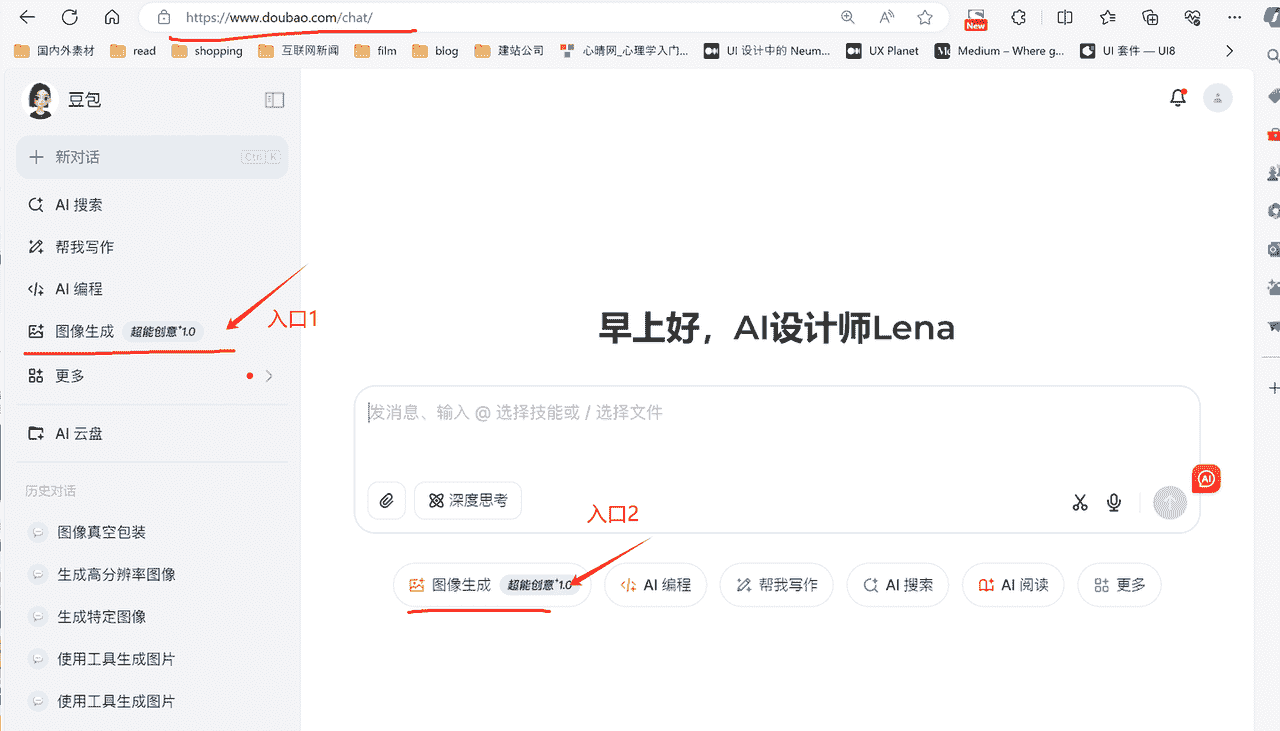 https://www.doubao.com/chat/
New
国内外素材 read shopping 互联网新闻 film blog 建站公司 心晴网_心理学入门... UI 设计中的 Neum... UX Planet Medium – Where g... UI 套件 — UI8
豆包
新对话 Ctrl K
AI 搜索
帮我写作
AI 编程
图像生成 超能创意*1.0
入口1
更多
AI 云盘
历史对话
图像真空包装
生成高分辨率图像
生成特定图像
使用工具生成图片
使用工具生成图片
早上好，AI设计师Lena
发消息、输入 @ 选择技能或 / 选择文件
深度思考
AI
入口2
图像生成 超能创意*1.0 AI 编程 帮我写作 AI 搜索 AI 阅读 更多